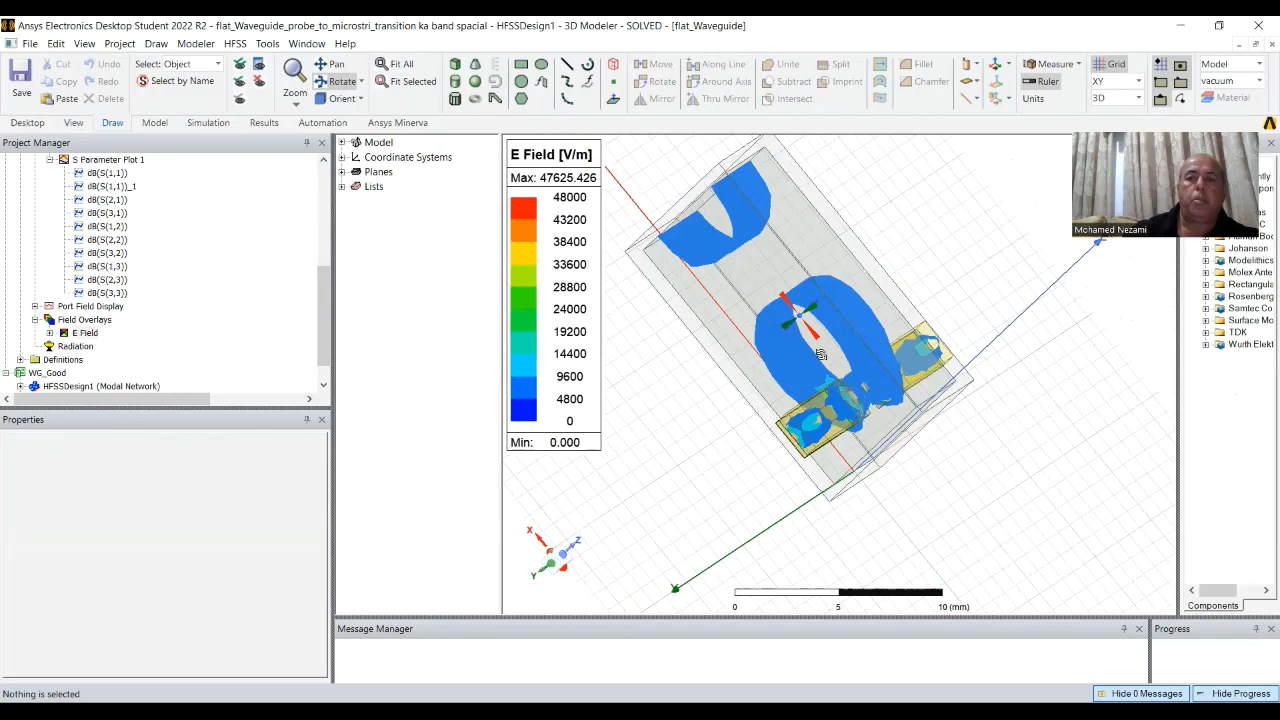 Ansys Electronics Desktop Student 2022 R2 - flat_Waveguide_probe_to_microstri_transition ka band spacial - HFSSDesign1 - 3D Modeler - SOLVED - [flat_Waveguide]
File Edit View Project Draw Modeler HFSS Tools Window Help
Save
Cut Undo
Copy Redo
Paste Delete
Select: Object
Select by Name
Zoom
Pan
Rotate
Orient
Fit All
Fit Selected
Move Along Line
Rotate Around Axis
Mirror Thru Mirror
Unite Split
Subtract Imprint
Intersect
Fillet
Chamfer
Measure
Ruler
Units
Grid
XY
3D
Model
vacuum
Material
Desktop View Draw Model Simulation Results Automation Ansys Minerva
Project Manager
S Parameter Plot 1
dB(S(1,1))
dB(S(1,1))_1
dB(S(2,1))
dB(S(3,1))
dB(S(1,2))
dB(S(2,2))
dB(S(3,2))
dB(S(1,3))
dB(S(2,3))
dB(S(3,3))
Port Field Display
Field Overlays
E Field
Radiation
Definitions
WG_Good
HFSSDesign1 (Modal Network)
Properties
Model
Coordinate Systems
Planes
Lists
E Field [V/m]
Max: 47625.426
48000
43200
38400
33600
28800
24000
19200
14400
9600
4800
0
Min: 0.000
X
Z
Y
0 5 10 (mm)
Mohamed Nezami
Johanson
Modelithics
Molex Ante
Rectangula
Rosenberg
Samtec Co
Surface Mo
TDK
Wurth Elekt
Components
Message Manager
Progress
Nothing is selected
Hide 0 Messages
Hide Progress